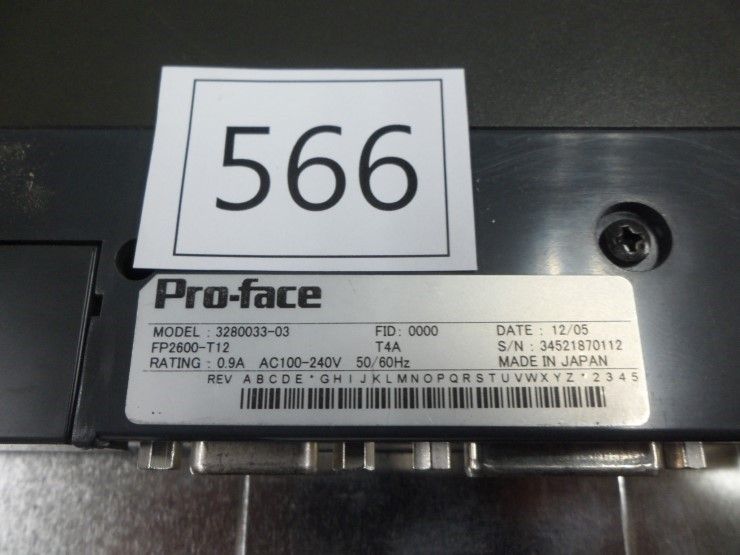 566
Pro-face
MODEL : 3280033-03 FID: 0000 DATE : 12/05
FP2600-T12 T4A S/N : 34521870112
RATING : 0.9A AC100-240V 50/60Hz MADE IN JAPAN
REV A B C D E * G H I J K L M N O P Q R S T U V W X Y Z * 2 3 4 5